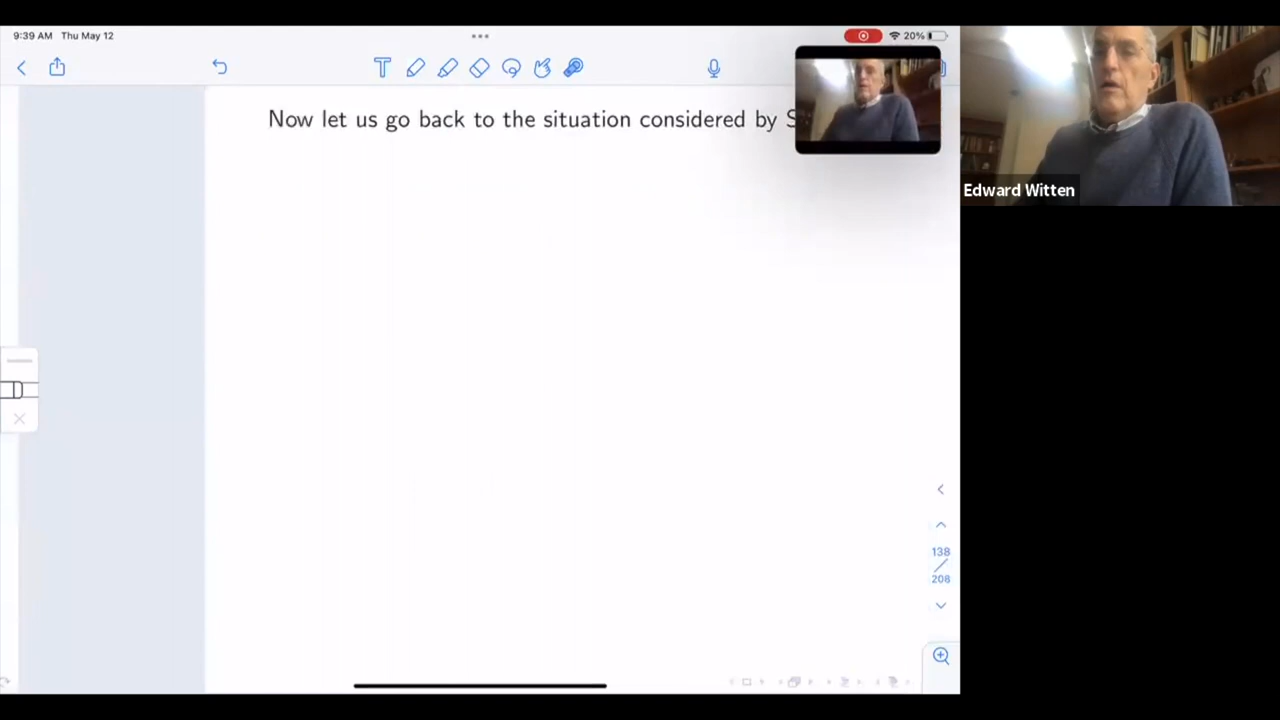 9:39 AM Thu May 12
20%
T
Now let us go back to the situation considered by S
Edward Witten
138
208